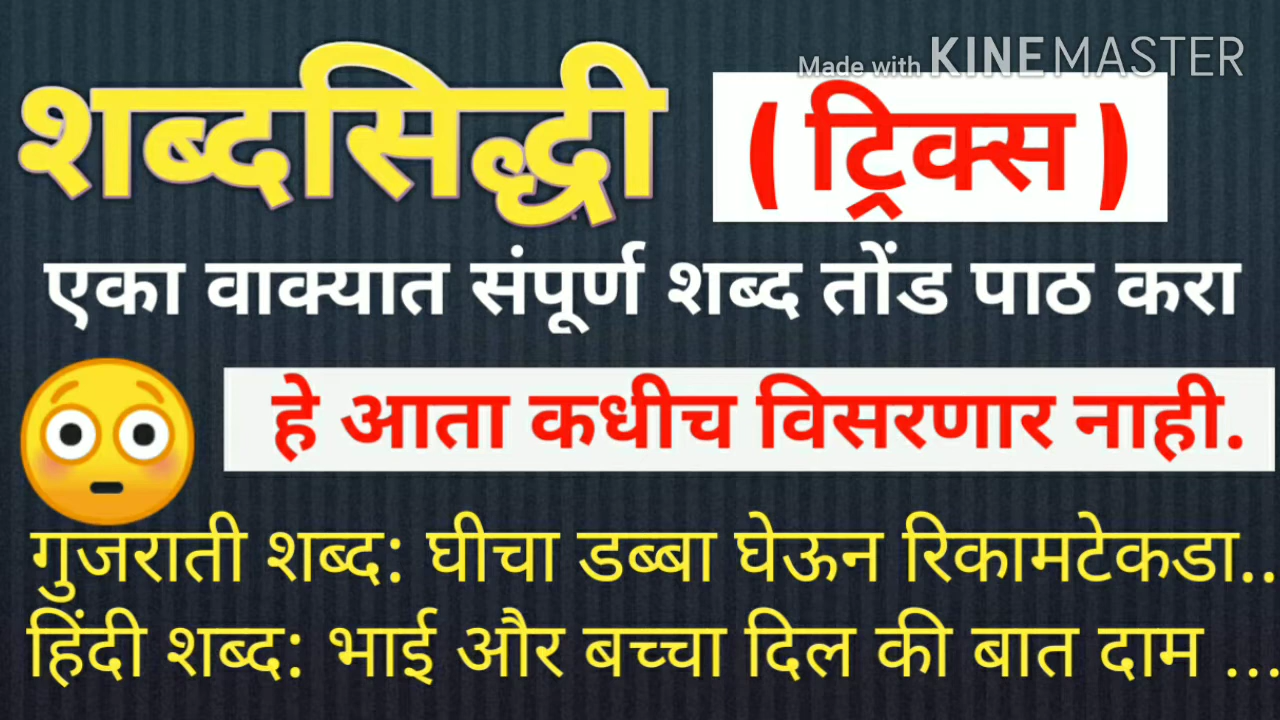 Made with KINEMASTER
शब्दसिद्धी ( ट्रिक्स )
एका वाक्यात संपूर्ण शब्द तोंड पाठ करा
हे आता कधीच विसरणार नाही.
गुजराती शब्द: घीचा डब्बा घेऊन रिकामटेकडा..
हिंदी शब्द: भाई और बच्चा दिल की बात दाम ...